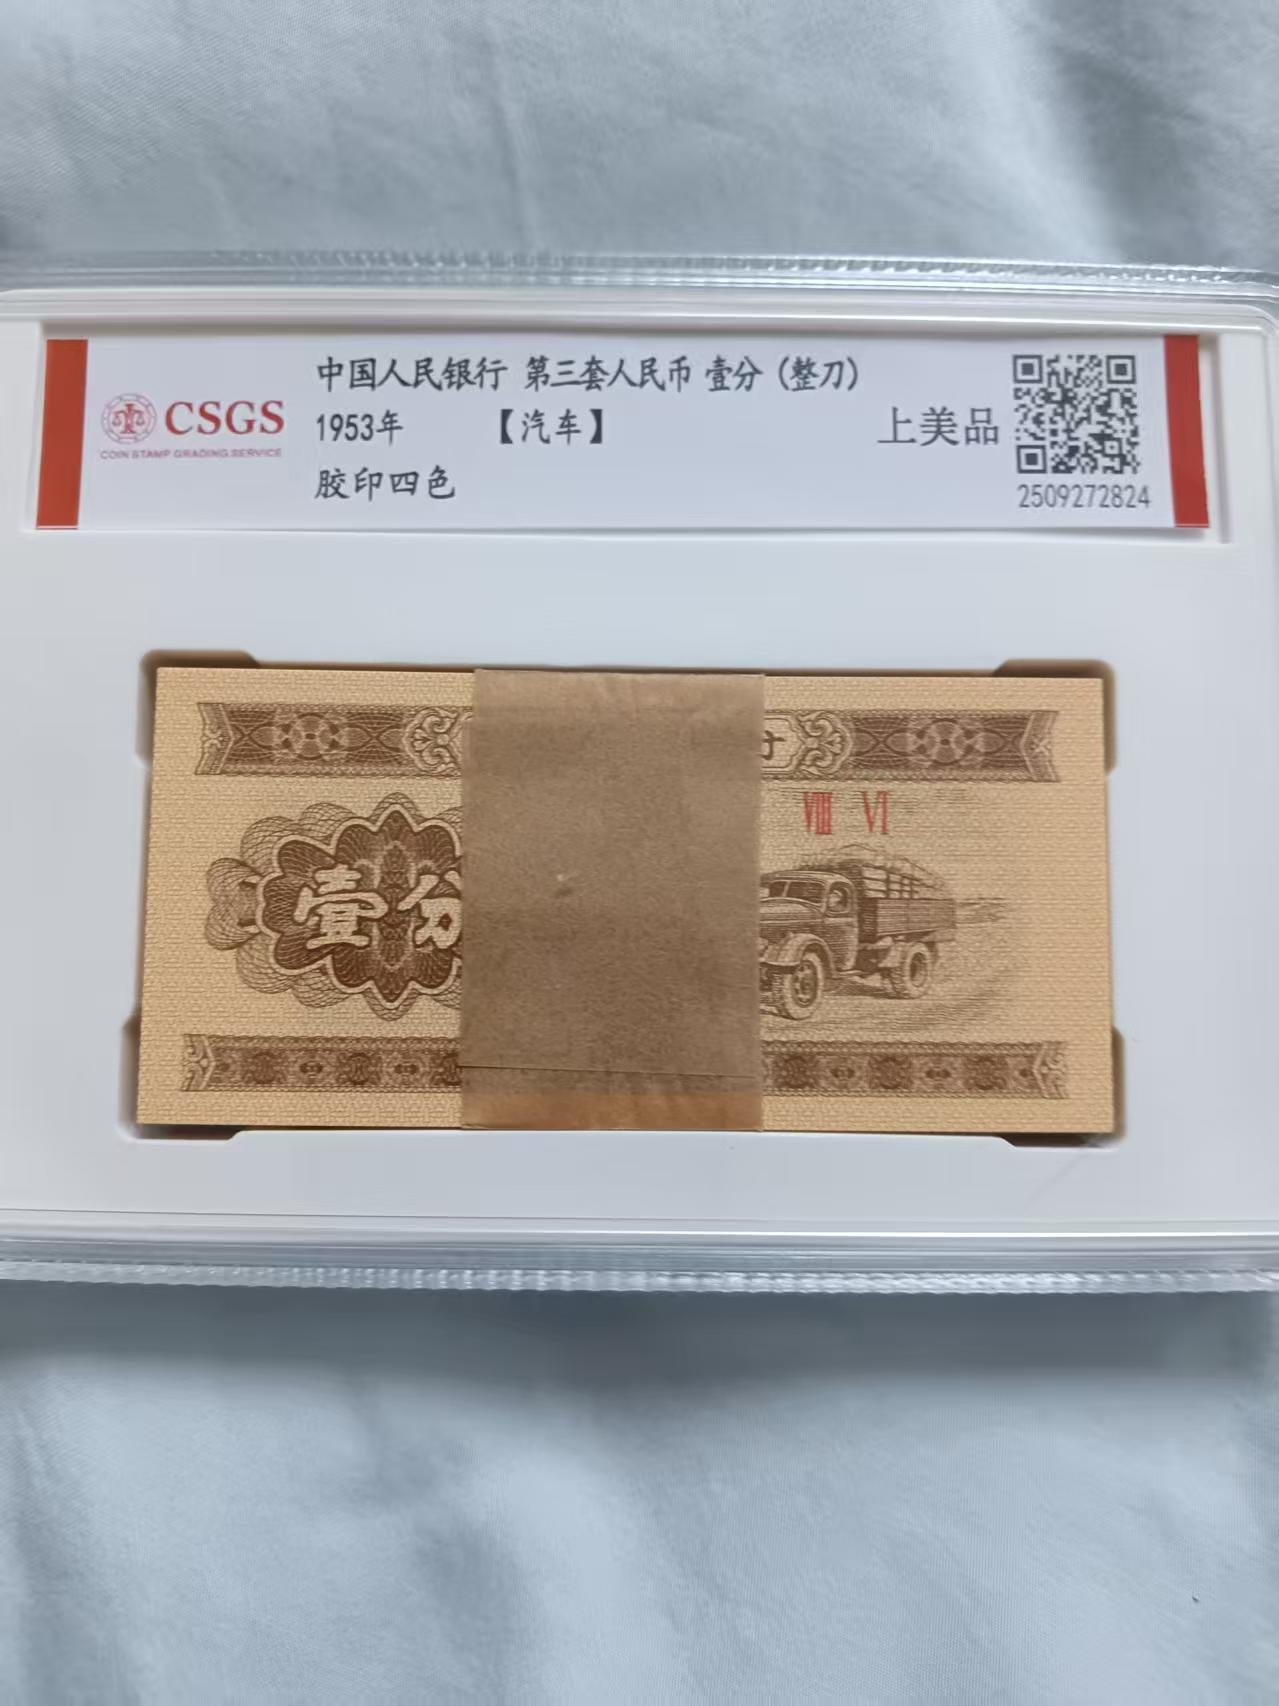 中国人民银行 第三套人民币 壹分 (整刀)
CSGS
COIN STAMP GRADING SERVICE
1953年 【汽车】
上美品
胶印四色
2509272824
VIII VI
壹分